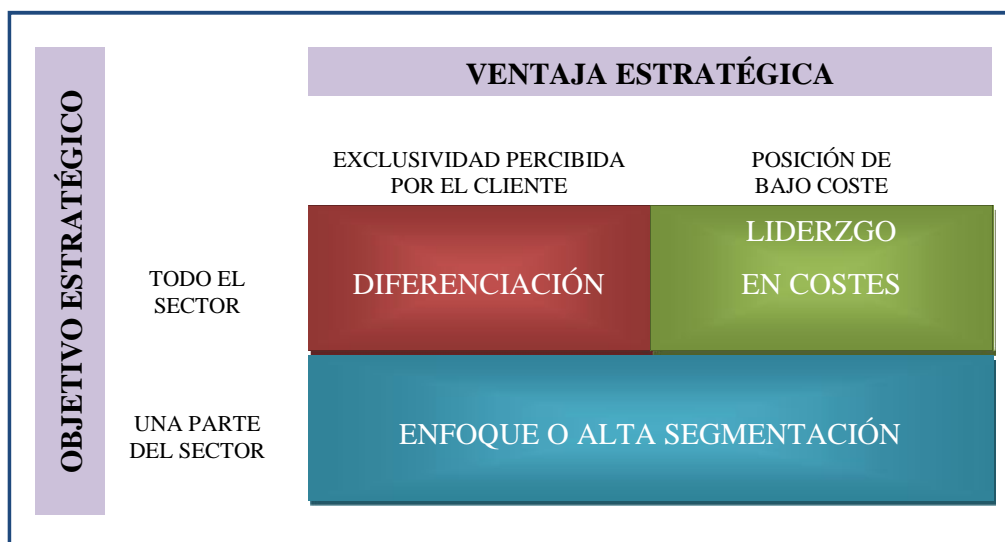 VENTAJA ESTRATÉGICA
OBJETIVO ESTRATÉGICO
EXCLUSIVIDAD PERCIBIDA
POR EL CLIENTE
POSICIÓN DE
BAJO COSTE
TODO EL
SECTOR
DIFERENCIACIÓN
LIDERZGO
EN COSTES
UNA PARTE
DEL SECTOR
ENFOQUE O ALTA SEGMENTACIÓN